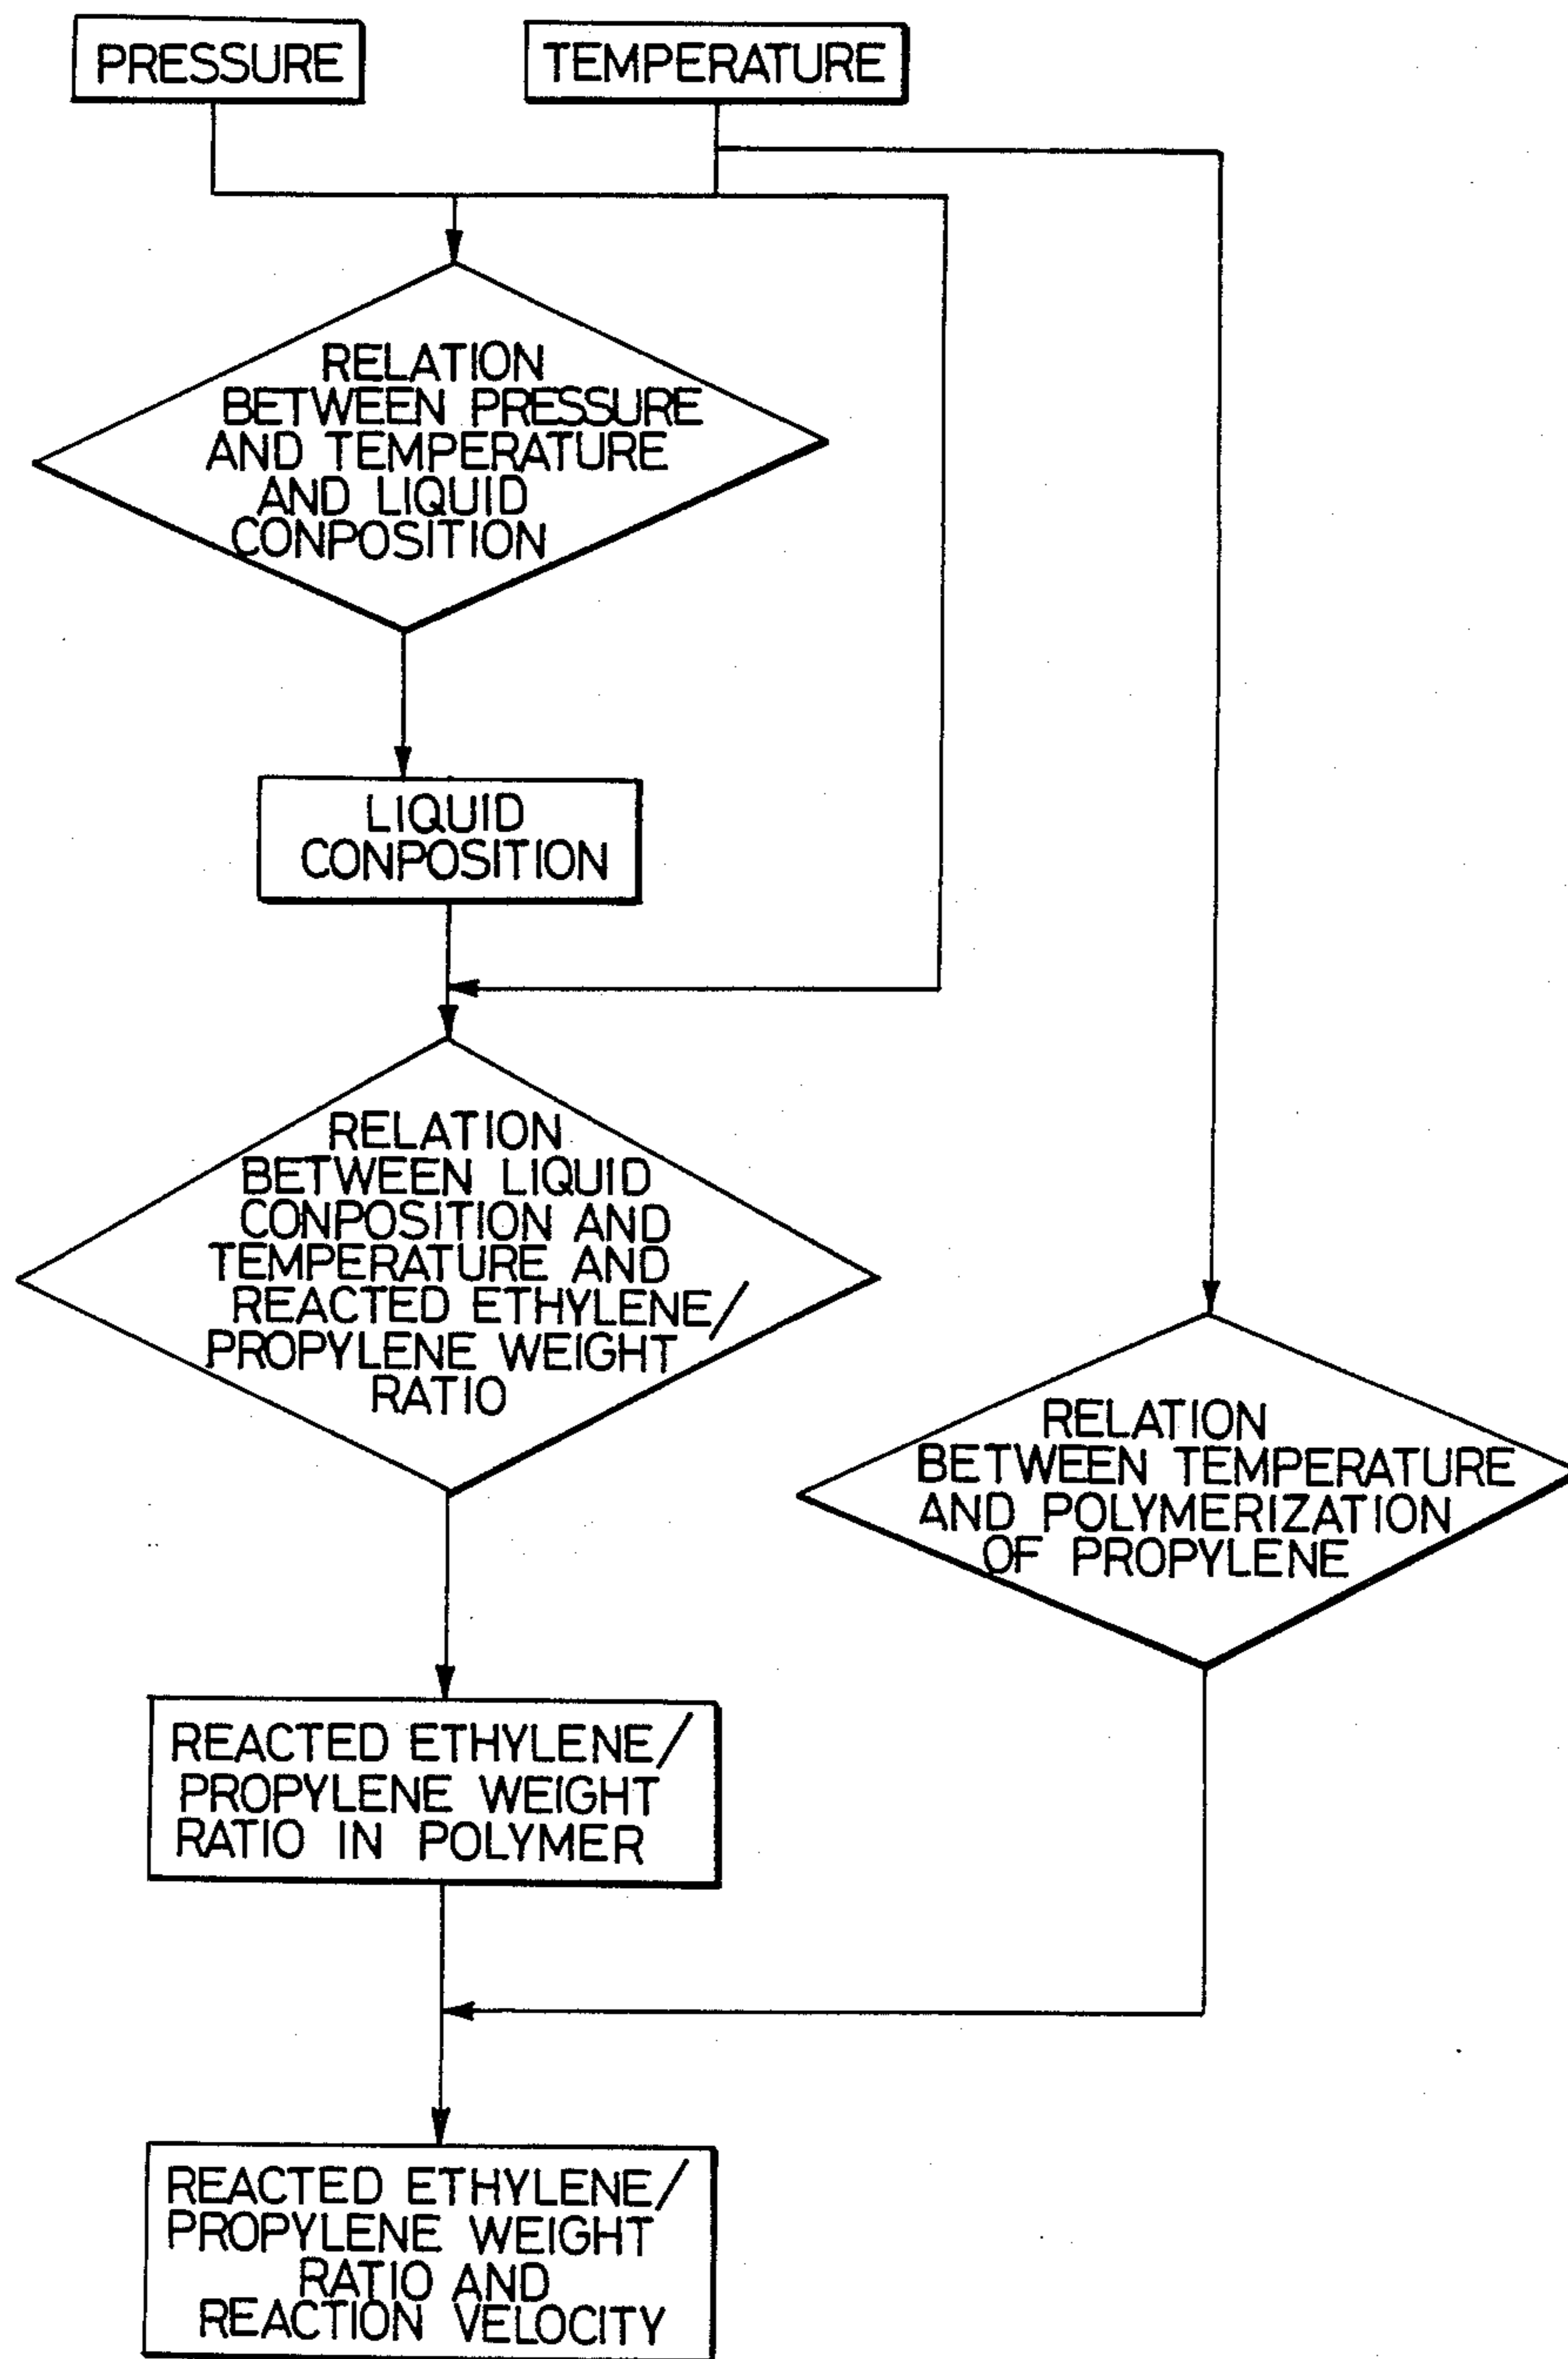 PRESSURE
TEMPERATURE
RELATION
BETWEEN PRESSURE
AND TEMPERATURE
AND LIQUID
CONPOSITION
LIQUID
CONPOSITION
RELATION
BETWEEN LIQUID
CONPOSITION AND
TEMPERATURE AND
REACTED ETHYLENE/
PROPYLENE WEIGHT
RATIO
RELATION
BETWEEN TEMPERATURE
AND POLYMERIZATION
OF PROPYLENE
REACTED ETHYLENE/
PROPYLENE WEIGHT
RATIO IN POLYMER
REACTED ETHYLENE/
PROPYLENE WEIGHT
RATIO AND
REACTION VELOCITY